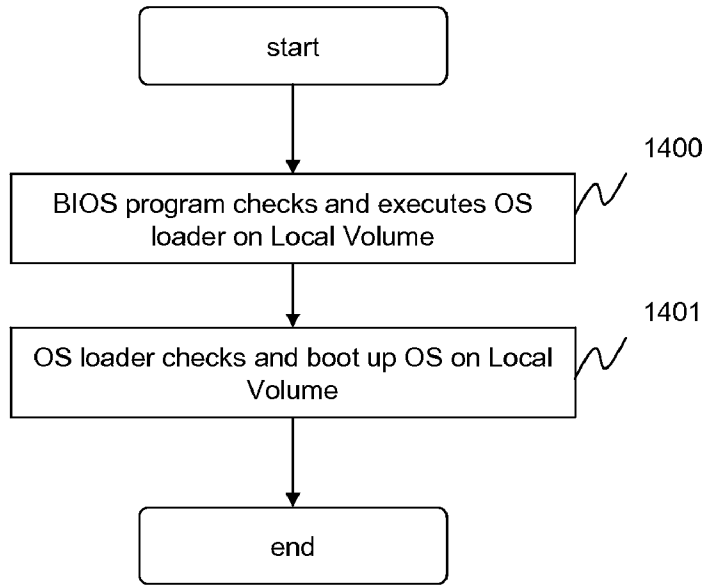 start
1400
BIOS program checks and executes OS
loader on Local Volume
1401
OS loader checks and boot up OS on Local
Volume
end